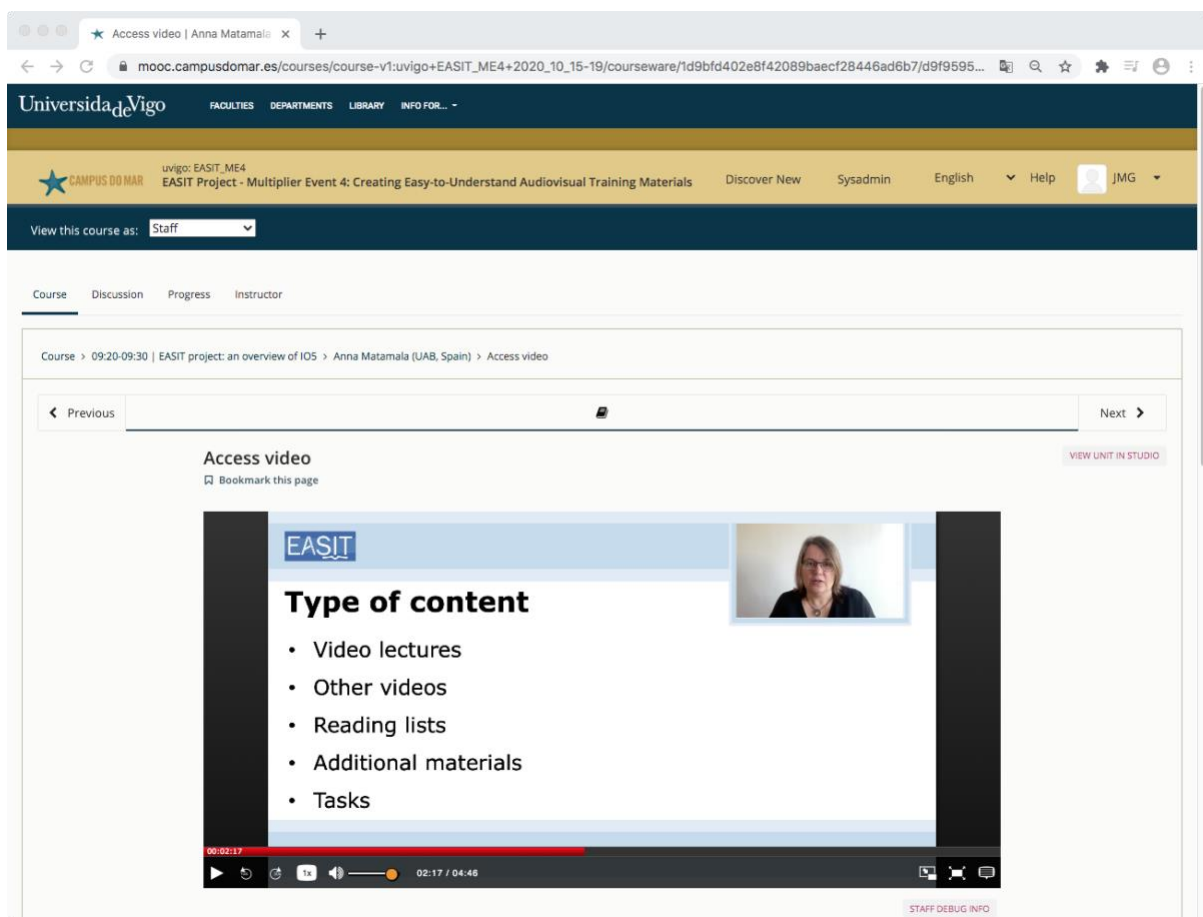 Access video | Anna Matamala
mooc.campusdomar.es/courses/course-v1:uvigo+EASIT_ME4+2020_10_15-19/courseware/1d9bfd402e8f42089baecf28446ad6b7/d9f9595...
UniversidadeVigo FACULTIES DEPARTMENTS LIBRARY INFO FOR...
CAMPUS DO MAR
uvigo: EASIT_ME4
EASIT Project - Multiplier Event 4: Creating Easy-to-Understand Audiovisual Training Materials
Discover New Sysadmin English Help JMG
View this course as: Staff
Course Discussion Progress Instructor
Course > 09:20-09:30 | EASIT project: an overview of IO5 > Anna Matamala (UAB, Spain) > Access video
Previous Next
Access video
VIEW UNIT IN STUDIO
Bookmark this page
EASIT
Type of content
• Video lectures
• Other videos
• Reading lists
• Additional materials
• Tasks
00:02:17
1x 02:17 / 04:46
STAFF DEBUG INFO